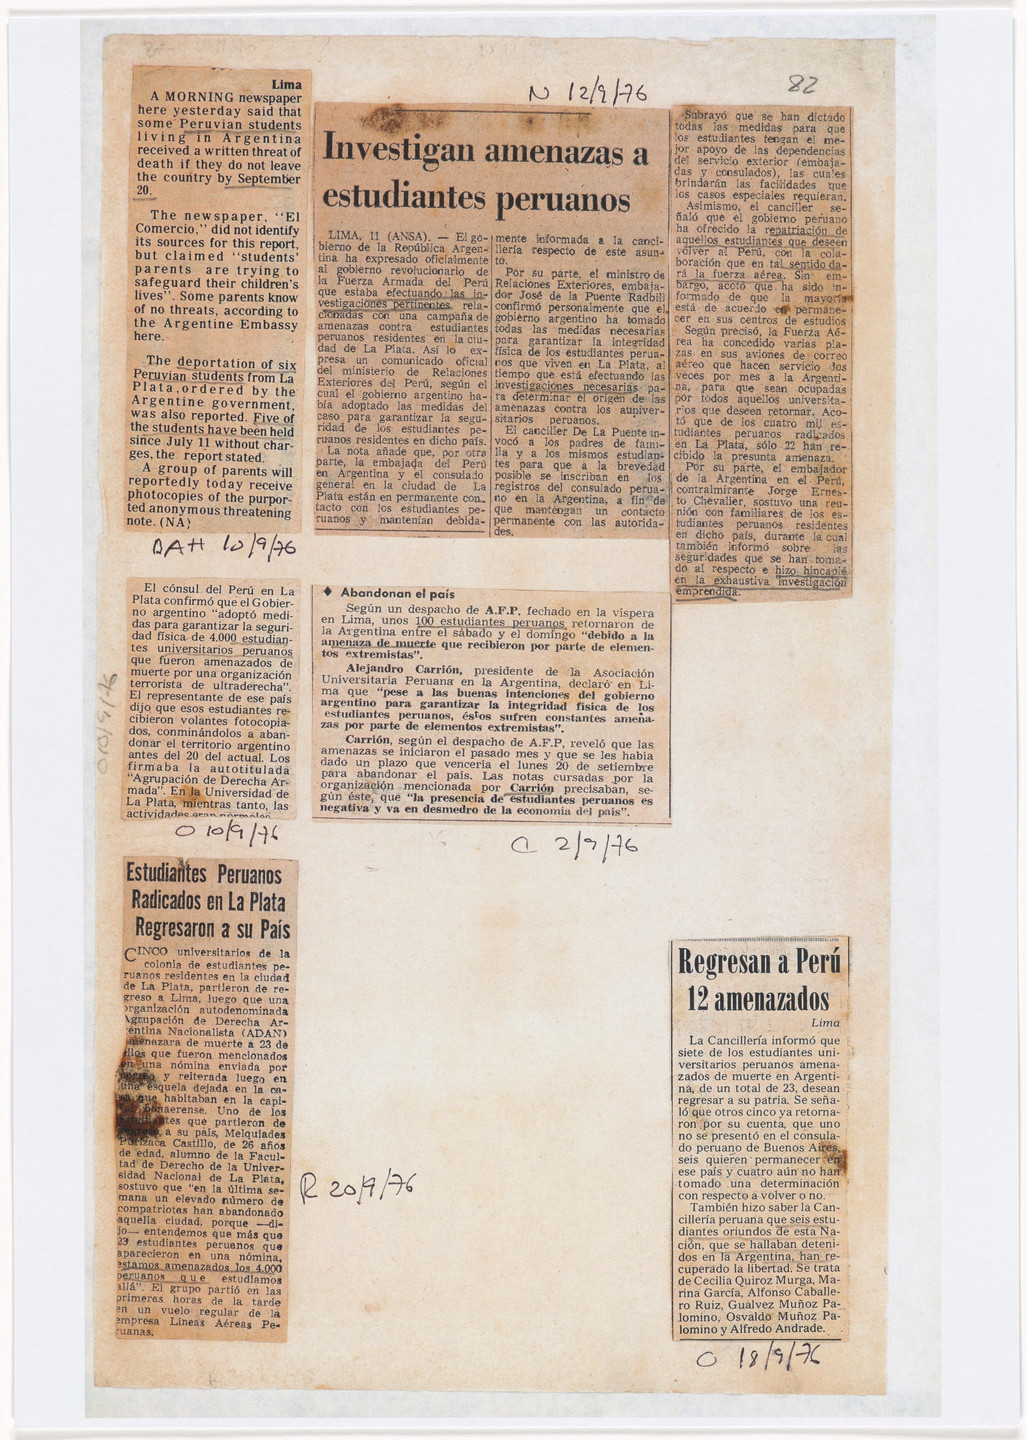 82
Lima
A MORNING newspaper
here yesterday said that
some Peruvian students
living in Argentina
received a written threat of
death if they do not leave
the country by September
20.
The newspaper, "El
Comercio," did not identify
its sources for this report,
but claimed "students'
parents are trying to
safeguard their children's
lives". Some parents know
of no threats, according to
the Argentine Embassy
here.
The deportation of six
Peruvian students from La
Plata, ordered by the
Argentine government,
was also reported. Five of
the students have been held
since July 11 without char-
ges, the report stated.
A group of parents will
reportedly today receive
photocopies of the purpor-
ted anonymous threatening
note. (NA)
BAH 10/9/76
N 12/9/76
Investigan amenazas a
estudiantes peruanos
LIMA, 11 (ANSA). — El go-
bierno de la República Argen-
tina ha expresado oficialmente
al gobierno revolucionario de
la Fuerza Armada del Perú
que estaba efectuando las in-
vestigaciones pertinentes rela-
cionadas con una campaña de
amenazas contra estudiantes
peruanos residentes en la ciu-
dad de La Plata. Así lo ex-
presa un comunicado oficial
del ministerio de Relaciones
Exteriores del Perú, según el
cual el gobierno argentino ha-
bía adoptado las medidas del
caso para garantizar la segu-
ridad de los estudiantes pe-
ruanos residentes en dicho país.
La nota añade que, por otra
parte, la embajada del Perú
en Argentina y el consulado
general en la ciudad de La
Plata están en permanente con-
tacto con los estudiantes pe-
ruanos y mantenían debida-
mente informada a la canci-
llería respecto de este asun-
to.
Por su parte, el ministro de
Relaciones Exteriores, embaja-
dor José de la Puente Radbill
confirmó personalmente que el
gobierno argentino ha tomado
todas las medidas necesarias
para garantizar la integridad
física de los estudiantes perua-
nos que viven en La Plata, al
tiempo que está efectuando las
investigaciones necesarias pa-
ra determinar el origen de las
amenazas contra los auniver-
sitarios peruanos.
El canciller De La Puente in-
vocó a los padres de fami-
lia y a los mismos estudian-
tes para que a la brevedad
posible se inscriban en los
registros del consulado perua-
no en la Argentina, a fin de
que mantengan un contacto
permanente con las autorida-
des.
Subrayó que se han dictado
todas las medidas para que
los estudiantes tengan el me-
jor apoyo de las dependencias
del servicio exterior (embaja-
das y consulados), las cuales
brindarán las facilidades que
los casos especiales requieran.
Asimismo, el canciller se-
ñaló que el gobierno peruano
ha ofrecido la repatriación de
aquellos estudiantes que deseen
volver al Perú, con la cola-
boración que en tal sentido da-
rá la fuerza aérea. Sin em-
bargo, acotó que ha sido in-
formado de que la mayoría
está de acuerdo en permane-
cer en sus centros de estudios
Según precisó, la Fuerza Aé-
rea ha concedido varias pla-
zas en sus aviones de correo
aéreo que hacen servicio dos
veces por mes a la Argenti-
na, para que sean ocupadas
por todos aquellos universita-
rios que deseen retornar. Aco-
tó que de los cuatro mil es-
tudiantes peruanos radicados
en La Plata, sólo 22 han re-
cibido la presunta amenaza.
Por su parte, el embajador
de la Argentina en el Perú,
contralmirante Jorge Ernes-
to Chevalier, sostuvo una reu-
nión con familiares de los es-
tudiantes peruanos residentes
en dicho país, durante la cual
también informó sobre las
seguridades que se han toma-
do al respecto e hizo hincapié
en la exhaustiva investigación
emprendida.
O 10/9/76
El cónsul del Perú en La
Plata confirmó que el Gobier-
no argentino "adoptó medi-
das para garantizar la seguri-
dad física de 4.000 estudian-
tes universitarios peruanos
que fueron amenazados de
muerte por una organización
terrorista de ultraderecha".
El representante de ese país
dijo que esos estudiantes re-
cibieron volantes fotocopia-
dos, conminándolos a aban-
donar el territorio argentino
antes del 20 del actual. Los
firmaba la autotitulada
"Agrupación de Derecha Ar-
mada". En la Universidad de
La Plata, mientras tanto, las
actividades eran normales
O 10/9/76
♦ Abandonan el país
Según un despacho de A.F.P. fechado en la víspera
en Lima, unos 100 estudiantes peruanos retornaron de
la Argentina entre el sábado y el domingo "debido a la
amenaza de muerte que recibieron por parte de elemen-
tos extremistas".
Alejandro Carrión, presidente de la Asociación
Universitaria Peruana en la Argentina, declaró en Li-
ma que "pese a las buenas intenciones del gobierno
argentino para garantizar la integridad física de los
estudiantes peruanos, éstos sufren constantes amena-
zas por parte de elementos extremistas".
Carrión, según el despacho de A.F.P., reveló que las
amenazas se iniciaron el pasado mes y que se les había
dado un plazo que vencería el lunes 20 de setiembre
para abandonar el país. Las notas cursadas por la
organización mencionada por Carrión precisaban, se-
gún éste, que "la presencia de estudiantes peruanos es
negativa y va en desmedro de la economía del país".
C 2/9/76
Estudiantes Peruanos
Radicados en La Plata
Regresaron a su País
CINCO universitarios de la
colonia de estudiantes pe-
ruanos residentes en la ciudad
de La Plata, partieron de re-
greso a Lima, luego que una
organización autodenominada
Agrupación de Derecha Ar-
gentina Nacionalista (ADAN)
amenazara de muerte a 23 de
ellos que fueron mencionados
en una nómina enviada por
y reiterada luego en
una esquela dejada en la ca-
sa que habitaban en la capi-
tal bonaerense. Uno de los
estudiantes que partieron de
regreso a su país, Melquiades
Purizaca Castillo, de 26 años
de edad, alumno de la Facul-
tad de Derecho de la Univer-
sidad Nacional de La Plata,
sostuvo que "en la última se-
mana un elevado número de
compatriotas han abandonado
aquella ciudad, porque —di-
jo— entendemos que más que
23 estudiantes peruanos que
aparecieron en una nómina,
estamos amenazados los 4.000
peruanos que estudiamos
allá". El grupo partió en las
primeras horas de la tarde
en un vuelo regular de la
empresa Líneas Aéreas Pe-
ruanas.
R 20/9/76
Regresan a Perú
12 amenazados
Lima
La Cancillería informó que
siete de los estudiantes uni-
versitarios peruanos amena-
zados de muerte en Argenti-
na, de un total de 23, desean
regresar a su patria. Se seña-
ló que otros cinco ya retorna-
ron por su cuenta, que uno
no se presentó en el consula-
do peruano de Buenos Aires,
seis quieren permanecer en
ese país y cuatro aún no han
tomado una determinación
con respecto a volver o no.
También hizo saber la Can-
cillería peruana que seis estu-
diantes oriundos de esta Na-
ción, que se hallaban deteni-
dos en la Argentina, han re-
cuperado la libertad. Se trata
de Cecilia Quiroz Murga, Ma-
rina García, Alfonso Caballe-
ro Ruiz, Gualvez Muñoz Pa-
lomino, Osvaldo Muñoz Pa-
lomino y Alfredo Andrade.
O 18/9/76